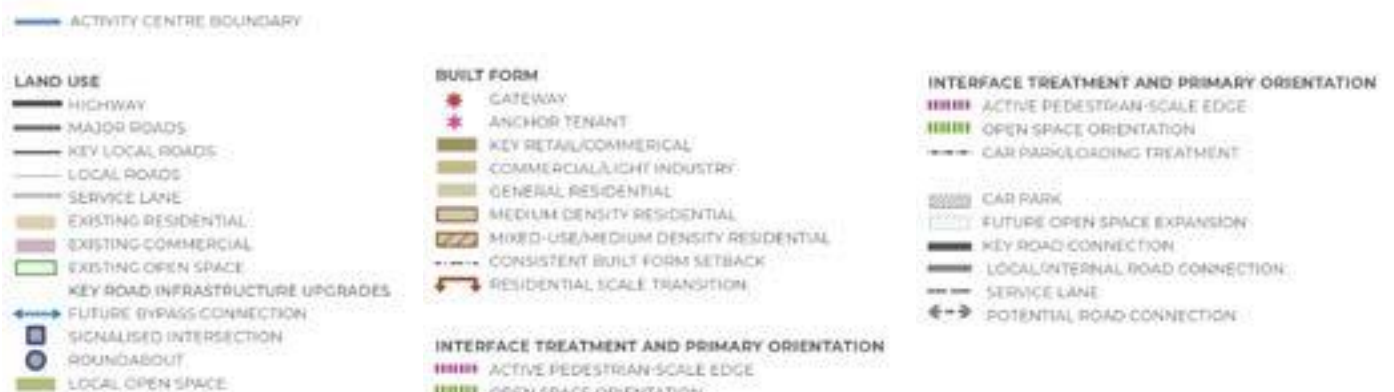 ACTIVITY CENTRE BOUNDARY
LAND USE
HIGHWAY
MAJOR ROADS
KEY LOCAL ROADS
LOCAL ROADS
SERVICE LANE
EXISTING RESIDENTIAL
EXISTING COMMERCIAL
EXISTING OPEN SPACE
KEY ROAD INFRASTRUCTURE UPGRADES
FUTURE BYPASS CONNECTION
SIGNALISED INTERSECTION
ROUNDABOUT
LOCAL OPEN SPACE
BUILT FORM
GATEWAY
ANCHOR TENANT
KEY RETAIL/COMMERICAL
COMMERCIAL/LIGHT INDUSTRY
GENERAL RESIDENTIAL
MEDIUM DENSITY RESIDENTIAL
MIXED-USE/MEDIUM DENSITY RESIDENTIAL
CONSISTENT BUILT FORM SETBACK
RESIDENTIAL SCALE TRANSITION
INTERFACE TREATMENT AND PRIMARY ORIENTATION
ACTIVE PEDESTRIAN-SCALE EDGE
OPEN SPACE ORIENTATION
INTERFACE TREATMENT AND PRIMARY ORIENTATION
ACTIVE PEDESTRIAN-SCALE EDGE
OPEN SPACE ORIENTATION
CAR PARK/LOADING TREATMENT
CAR PARK
FUTURE OPEN SPACE EXPANSION
KEY ROAD CONNECTION
LOCAL/INTERNAL ROAD CONNECTION
SERVICE LANE
POTENTIAL ROAD CONNECTION